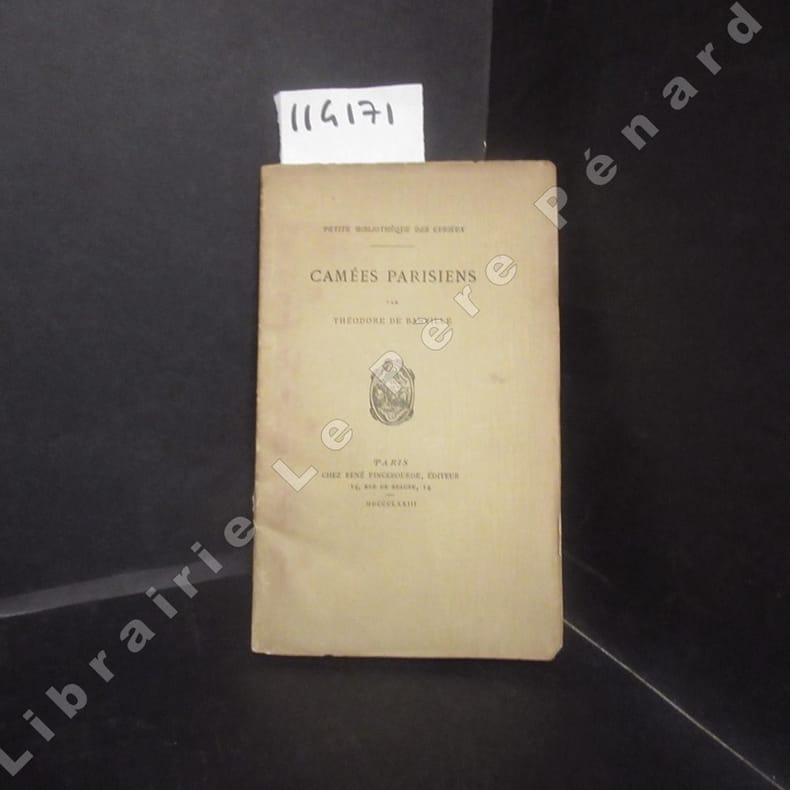 114171
PETITE BIBLIOTHÈQUE DES CURIEUX
CAMÉES PARISIENS
PAR
THÉODORE DE BANVILLE
PARIS
CHEZ RENÉ PINCEBOURDE, ÉDITEUR
14, RUE DE BEAUNE, 14
MDCCCLXXIII
Librairie Le Pere Pénard